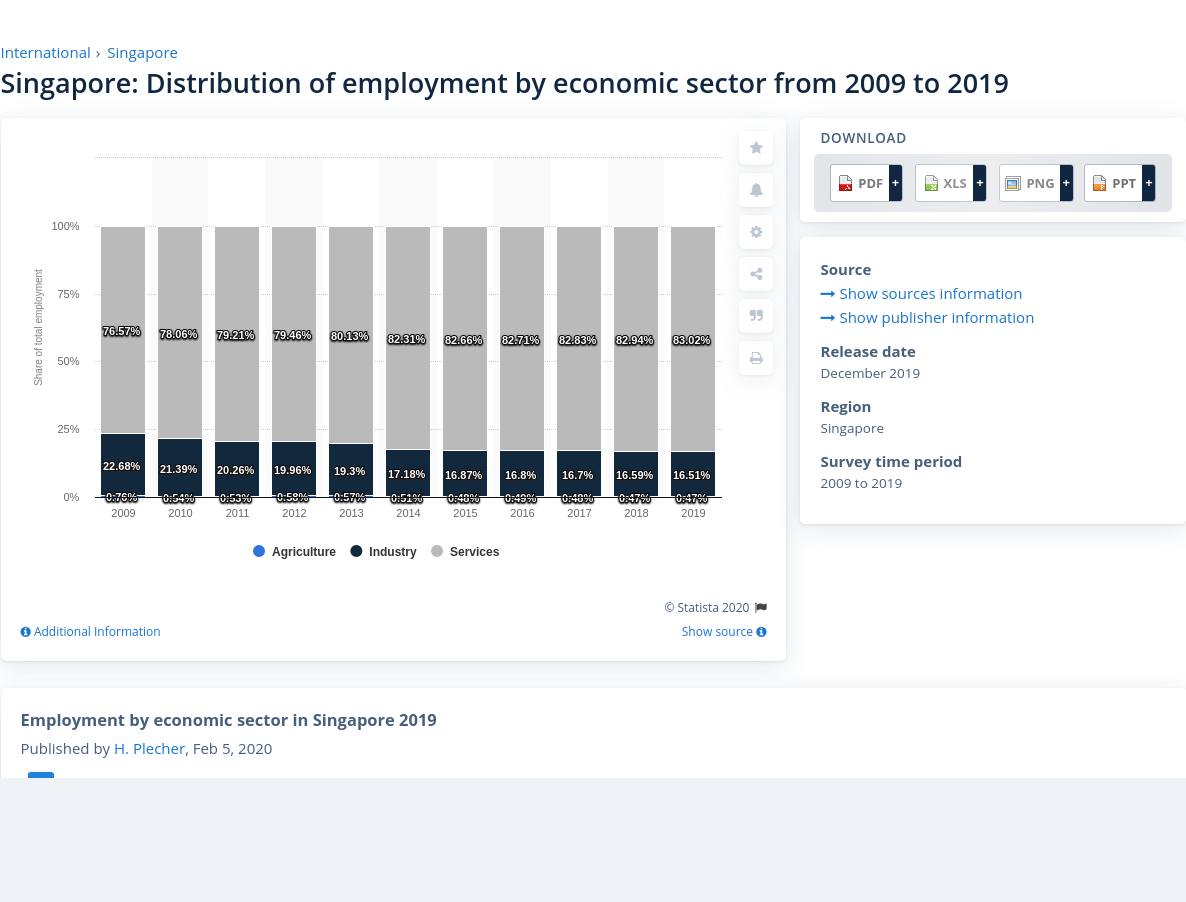 International › Singapore
Singapore: Distribution of employment by economic sector from 2009 to 2019
Share of total employment
100%
75%
50%
25%
0%
76.57% 78.06% 79.21% 79.46% 80.13% 82.31% 82.66% 82.71% 82.83% 82.94% 83.02%
22.68% 21.39% 20.26% 19.96% 19.3% 17.18% 16.87% 16.8% 16.7% 16.59% 16.51%
0.76% 0.54% 0.53% 0.58% 0.57% 0.51% 0.48% 0.49% 0.48% 0.47% 0.47%
2009 2010 2011 2012 2013 2014 2015 2016 2017 2018 2019
Agriculture Industry Services
© Statista 2020
Additional Information
Show source
DOWNLOAD
PDF + XLS + PNG + PPT +
Source
Show sources information
Show publisher information
Release date
December 2019
Region
Singapore
Survey time period
2009 to 2019
Employment by economic sector in Singapore 2019
Published by H. Plecher, Feb 5, 2020